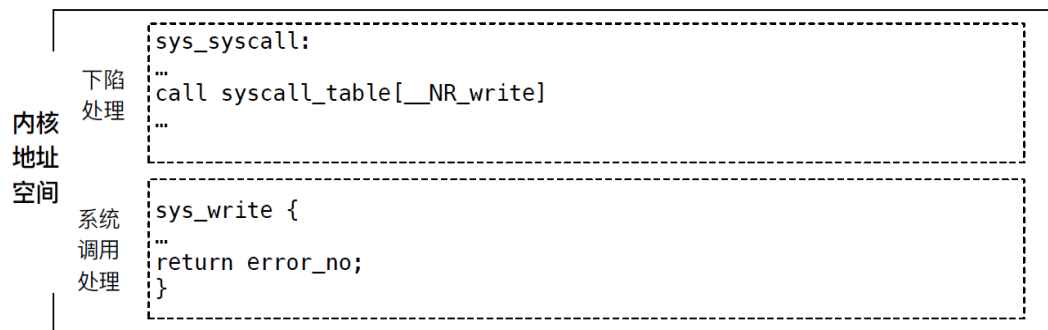 内核
地址
空间
下陷
处理
sys_syscall:
…
call syscall_table[__NR_write]
…
系统
调用
处理
sys_write {
…
return error_no;
}